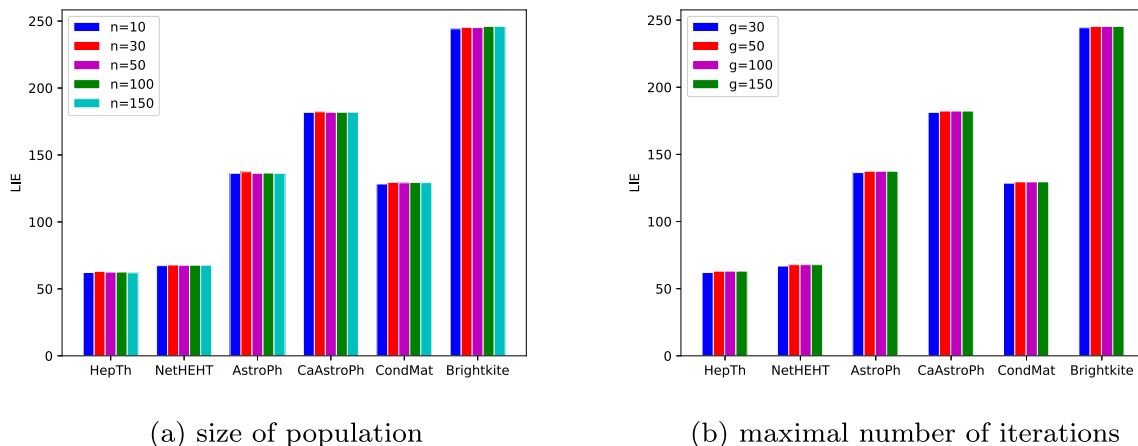 250
200
150
100
50
0
LIE
n=10
n=30
n=50
n=100
n=150
HepTh NetHEHT AstroPh CaAstroPh CondMat Brightkite
(a) size of population
250
200
150
100
50
0
LIE
g=30
g=50
g=100
g=150
HepTh NetHEHT AstroPh CaAstroPh CondMat Brightkite
(b) maximal number of iterations